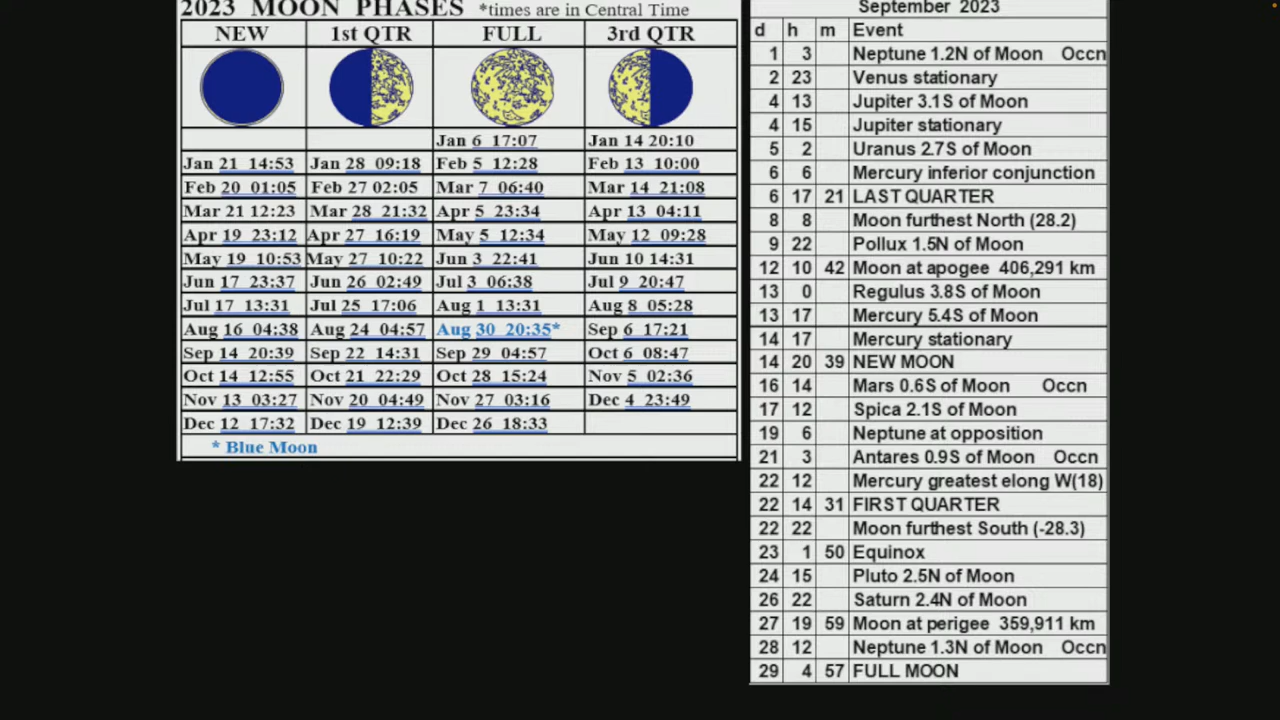 2023 MOON PHASES *times are in Central Time
NEW 1st QTR FULL 3rd QTR
Jan 6 17:07 Jan 14 20:10
Jan 21 14:53 Jan 28 09:18 Feb 5 12:28 Feb 13 10:00
Feb 20 01:05 Feb 27 02:05 Mar 7 06:40 Mar 14 21:08
Mar 21 12:23 Mar 28 21:32 Apr 5 23:34 Apr 13 04:11
Apr 19 23:12 Apr 27 16:19 May 5 12:34 May 12 09:28
May 19 10:53 May 27 10:22 Jun 3 22:41 Jun 10 14:31
Jun 17 23:37 Jun 26 02:49 Jul 3 06:38 Jul 9 20:47
Jul 17 13:31 Jul 25 17:06 Aug 1 13:31 Aug 8 05:28
Aug 16 04:38 Aug 24 04:57 Aug 30 20:35* Sep 6 17:21
Sep 14 20:39 Sep 22 14:31 Sep 29 04:57 Oct 6 08:47
Oct 14 12:55 Oct 21 22:29 Oct 28 15:24 Nov 5 02:36
Nov 13 03:27 Nov 20 04:49 Nov 27 03:16 Dec 4 23:49
Dec 12 17:32 Dec 19 12:39 Dec 26 18:33
* Blue Moon
September 2023
d h m Event
1 3 Neptune 1.2N of Moon Occn
2 23 Venus stationary
4 13 Jupiter 3.1S of Moon
4 15 Jupiter stationary
5 2 Uranus 2.7S of Moon
6 6 Mercury inferior conjunction
6 17 21 LAST QUARTER
8 8 Moon furthest North (28.2)
9 22 Pollux 1.5N of Moon
12 10 42 Moon at apogee 406,291 km
13 0 Regulus 3.8S of Moon
13 17 Mercury 5.4S of Moon
14 17 Mercury stationary
14 20 39 NEW MOON
16 14 Mars 0.6S of Moon Occn
17 12 Spica 2.1S of Moon
19 6 Neptune at opposition
21 3 Antares 0.9S of Moon Occn
22 12 Mercury greatest elong W(18)
22 14 31 FIRST QUARTER
22 22 Moon furthest South (-28.3)
23 1 50 Equinox
24 15 Pluto 2.5N of Moon
26 22 Saturn 2.4N of Moon
27 19 59 Moon at perigee 359,911 km
28 12 Neptune 1.3N of Moon Occn
29 4 57 FULL MOON